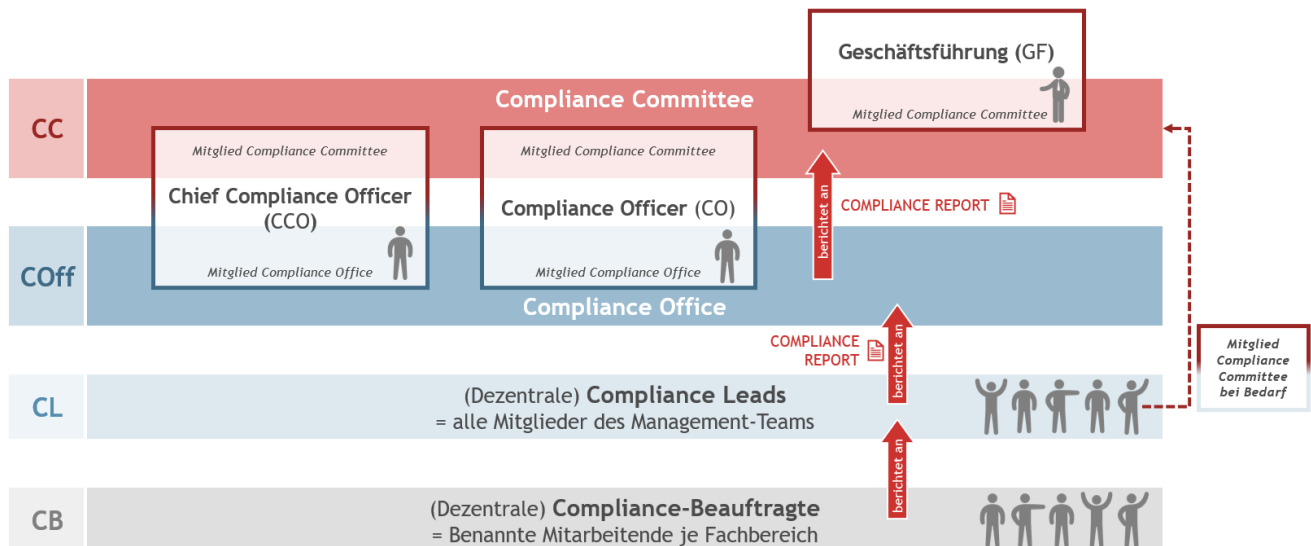 Geschäftsführung (GF)
Mitglied Compliance Committee
CC
Compliance Committee
Mitglied Compliance Committee
Chief Compliance Officer
(CCO)
Mitglied Compliance Office
Mitglied Compliance Committee
Compliance Officer (CO)
Mitglied Compliance Office
berichtet an
COMPLIANCE REPORT
COff
Compliance Office
COMPLIANCE
REPORT
berichtet an
Mitglied
Compliance
Committee
bei Bedarf
CL
(Dezentrale) Compliance Leads
= alle Mitglieder des Management-Teams
berichtet an
CB
(Dezentrale) Compliance-Beauftragte
= Benannte Mitarbeitende je Fachbereich